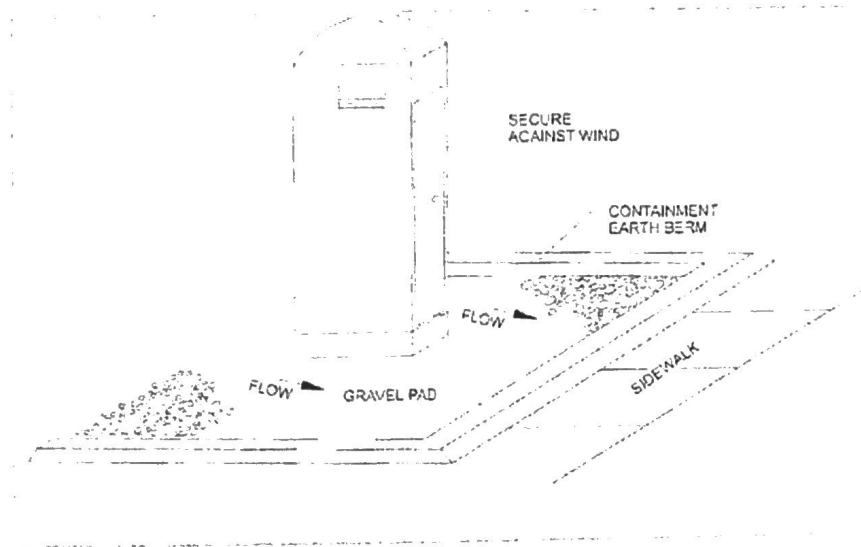 SECURE
AGAINST WIND
CONTAINMENT
EARTH BERM
FLOW
FLOW
GRAVEL PAD
SIDEWALK